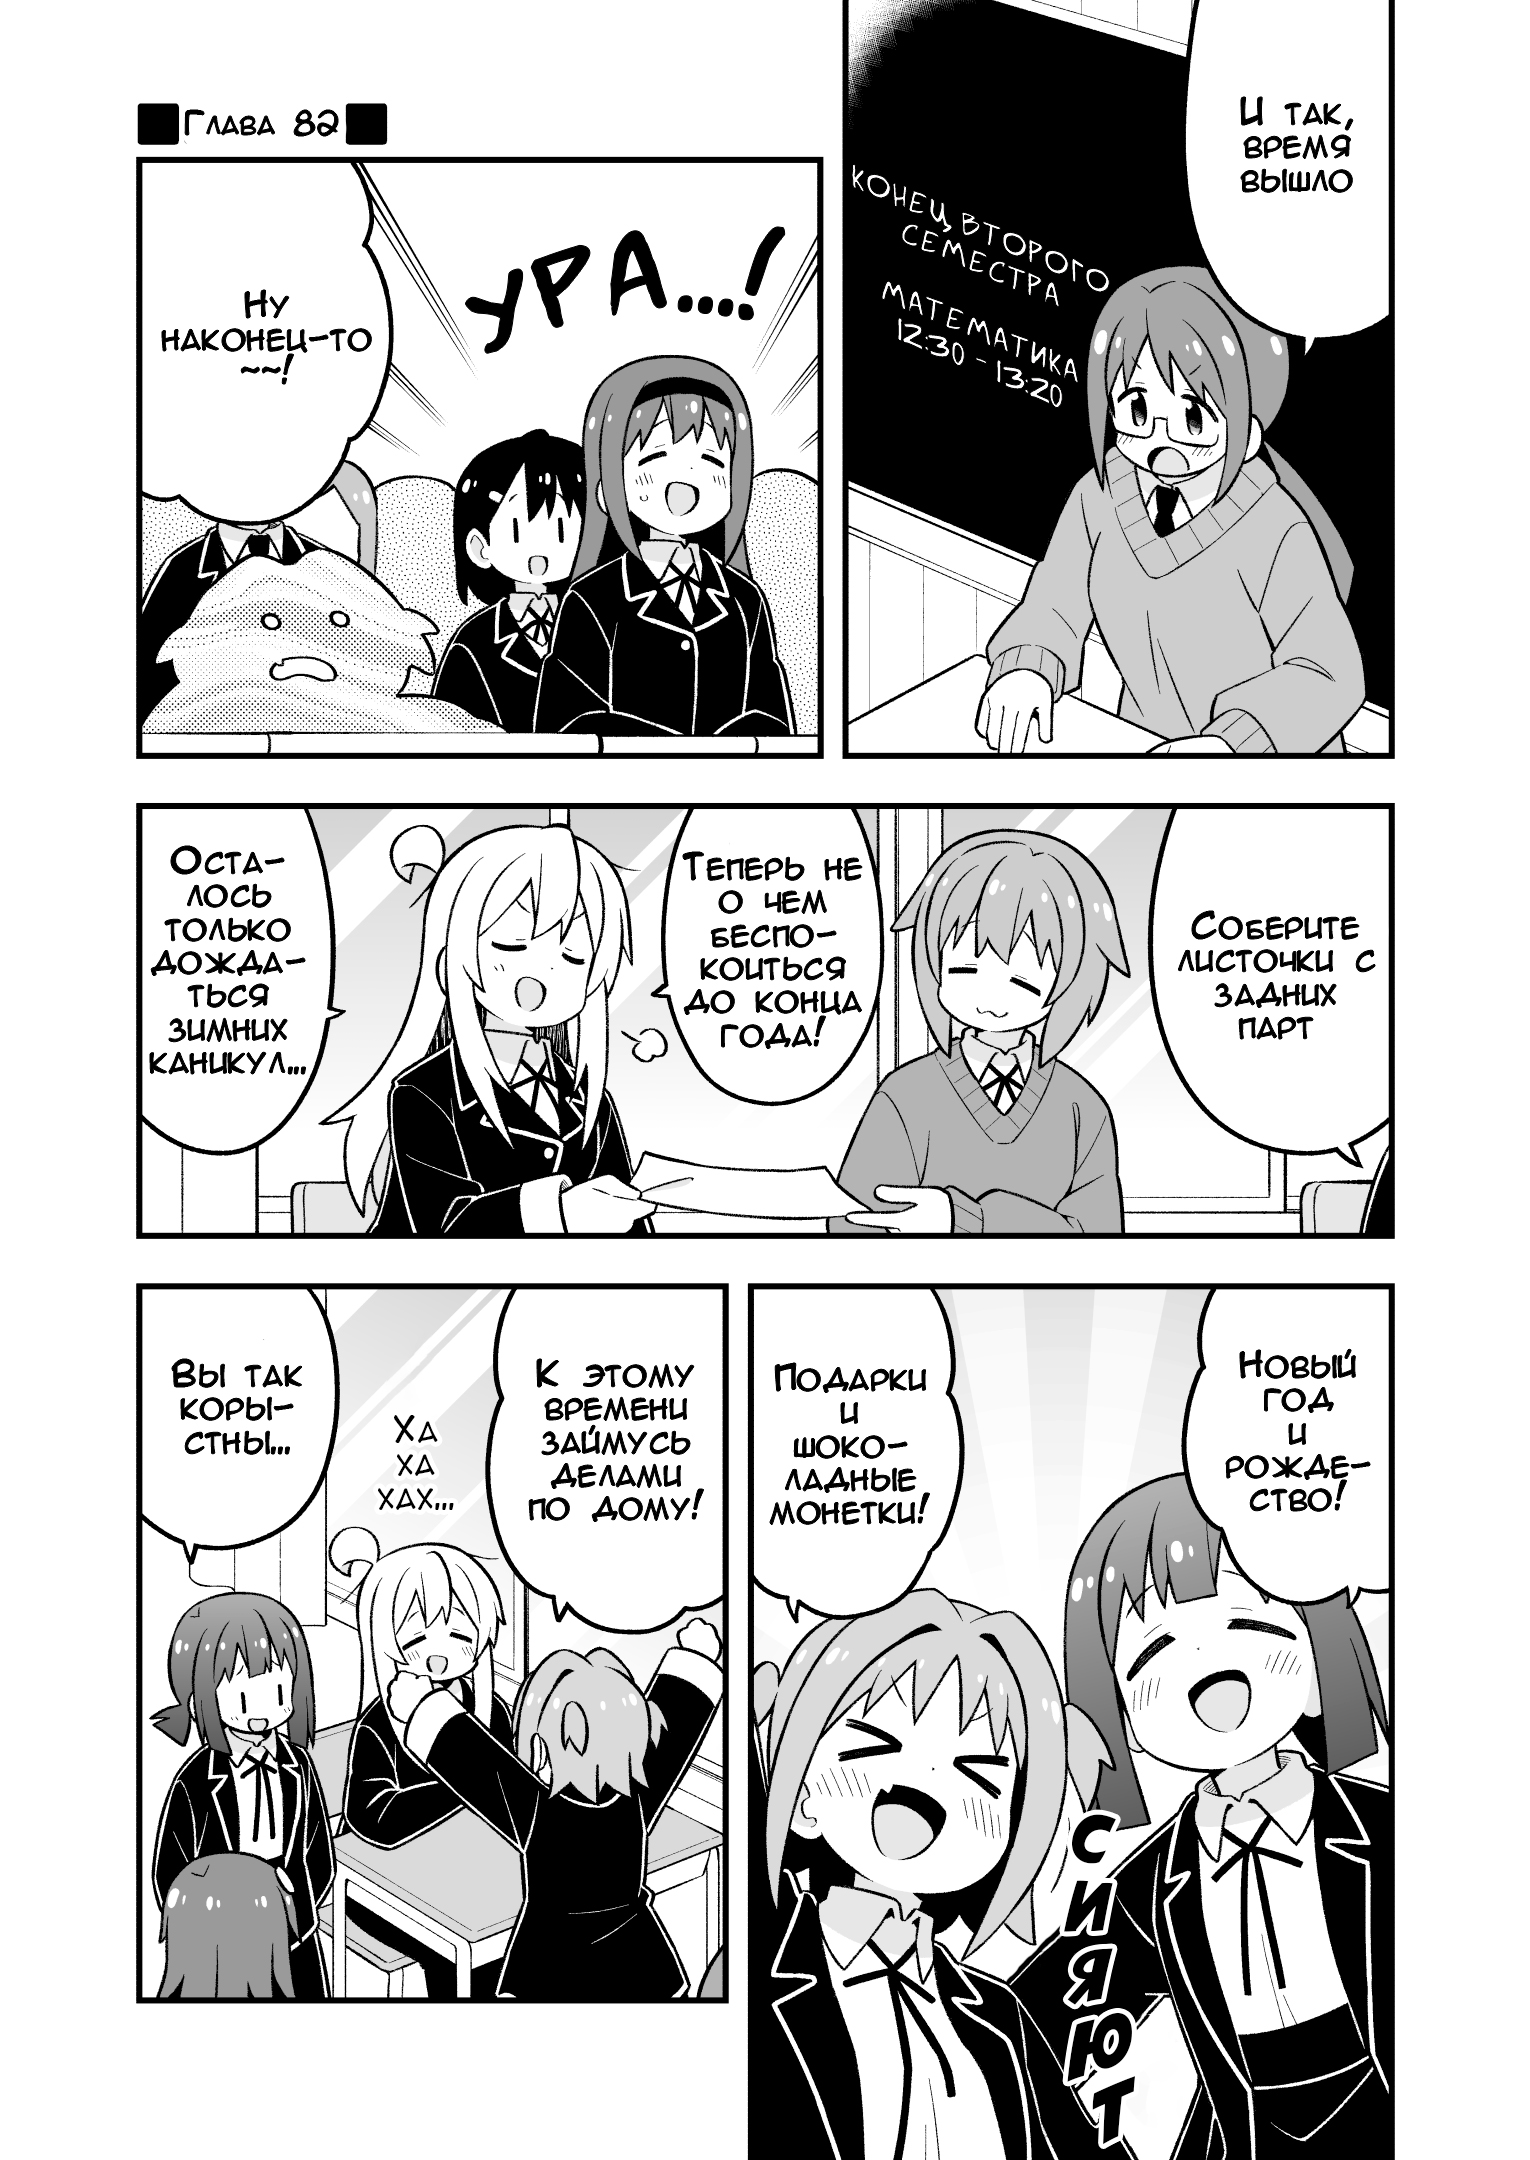 Глава 82
И так,
время
вышло
Конец второго
семестра
Математика
12:30 - 13:20
Ура....!
Ну
наконец-то
~~!
Соберите
листочки с
задних
парт
Теперь не
о чем
беспо-
коиться
до конца
года!
Оста-
лось
только
дожда-
ться
зимних
каникул...
Новый
год
и
рожде-
ство!
Подарки
и
шоко-
ладные
монетки!
Сияют
К этому
времени
займусь
делами
по дому!
Ха
ха
хах...
Вы так
коры-
стны...